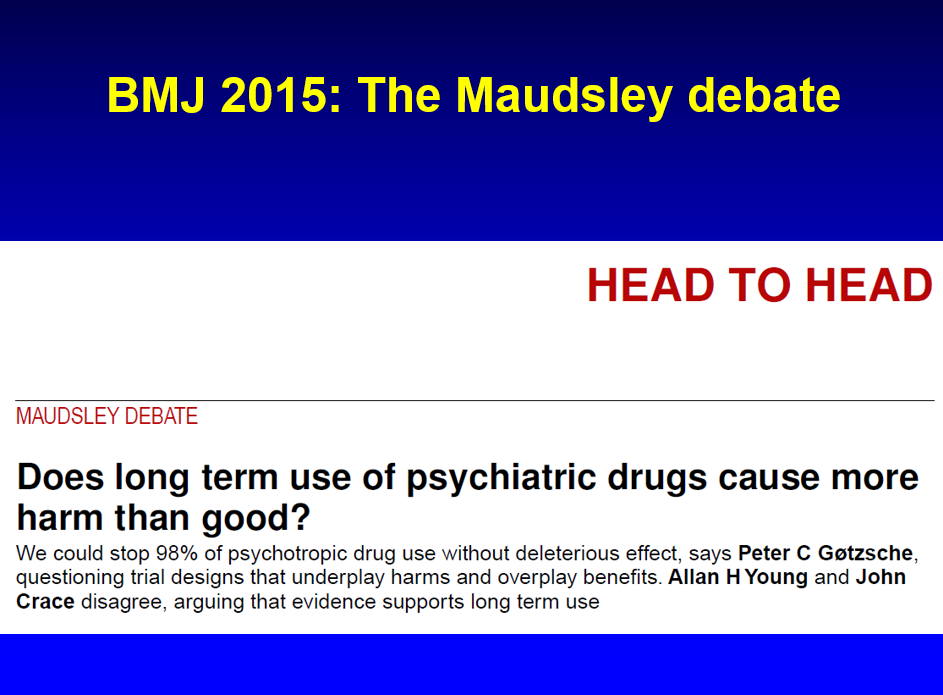 BMJ 2015: The Maudsley debate
HEAD TO HEAD
MAUDSLEY DEBATE
Does long term use of psychiatric drugs cause more
harm than good?
We could stop 98% of psychotropic drug use without deleterious effect, says Peter C Gøtzsche,
questioning trial designs that underplay harms and overplay benefits. Allan H Young and John
Crace disagree, arguing that evidence supports long term use